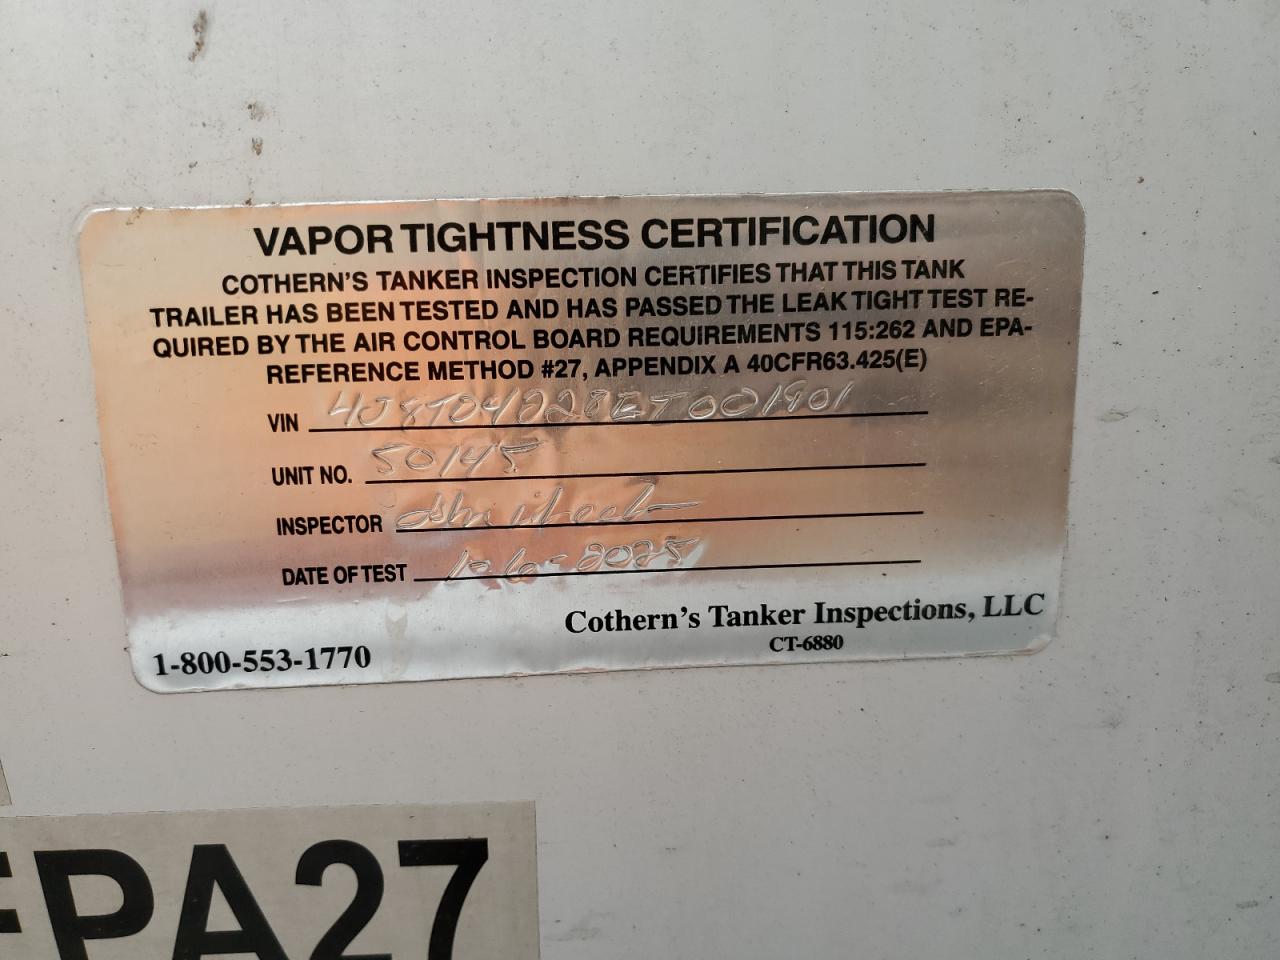 VAPOR TIGHTNESS CERTIFICATION
COTHERN'S TANKER INSPECTION CERTIFIES THAT THIS TANK
TRAILER HAS BEEN TESTED AND HAS PASSED THE LEAK TIGHT TEST RE-
QUIRED BY THE AIR CONTROL BOARD REQUIREMENTS 115:262 AND EPA-
REFERENCE METHOD #27, APPENDIX A 40CFR63.425(E)
VIN
UNIT NO. 50145
INSPECTOR
DATE OF TEST 10-6-2025
Cothern's Tanker Inspections, LLC
CT-6880
1-800-553-1770
EPA27